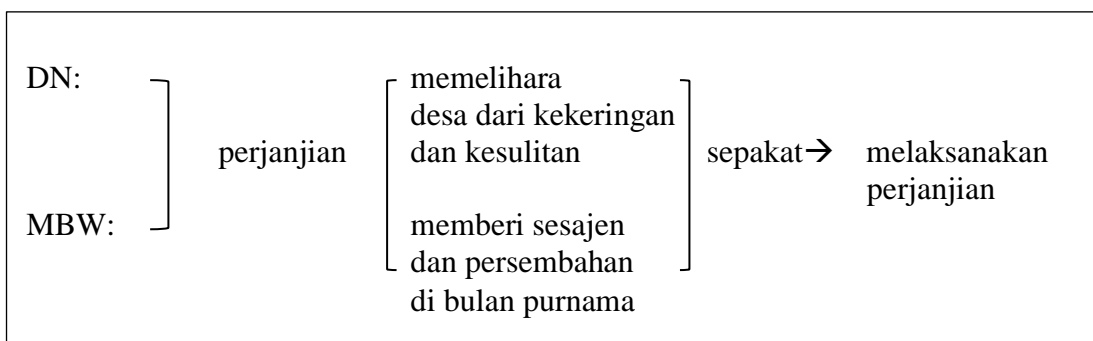 DN:
MBW:
perjanjian
memelihara
desa dari kekeringan
dan kesulitan
memberi sesajen
dan persembahan
di bulan purnama
sepakat→
melaksanakan
perjanjian